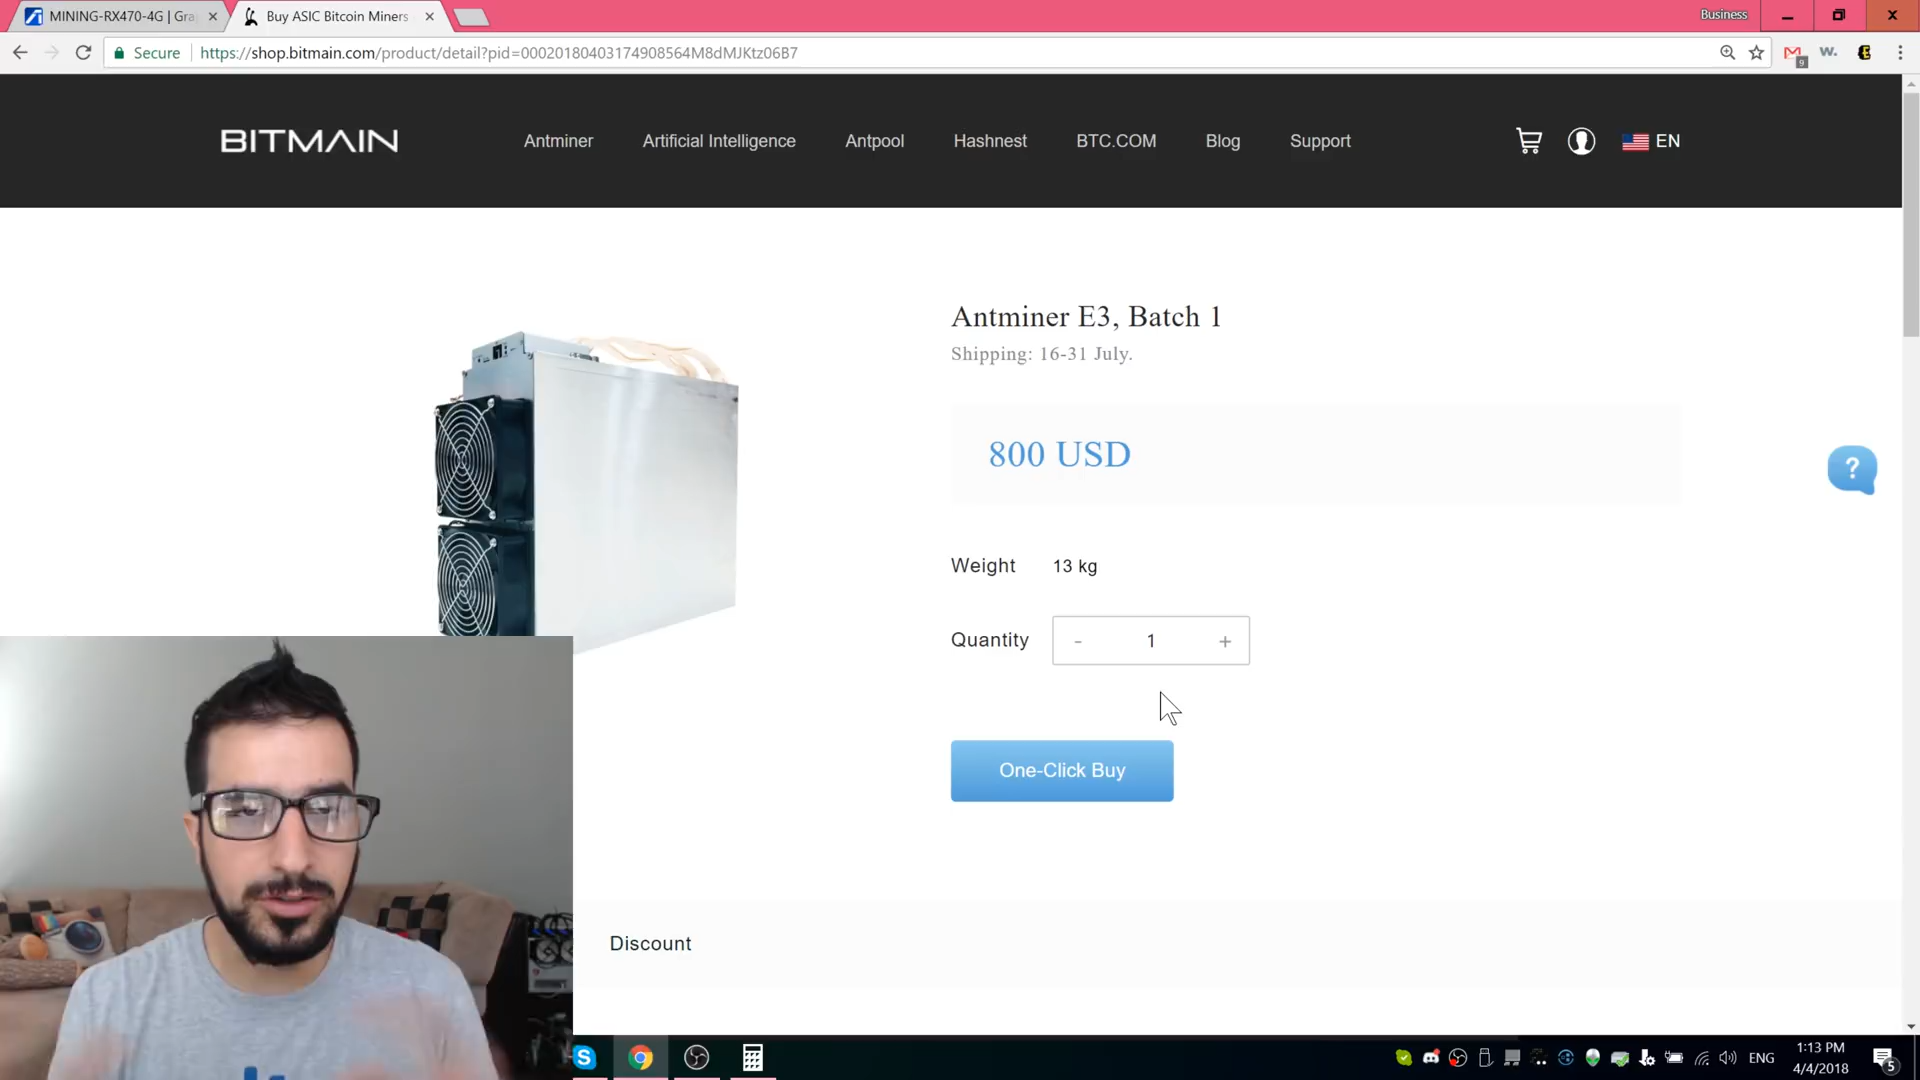 MINING-RX470-4G | Gra
Buy ASIC Bitcoin Miners
Business
Secure
https://shop.bitmain.com/product/detail?pid=00020180403174908564M8dMJKtz06B7
9
BITMAIN
Antminer
Artificial Intelligence
Antpool
Hashnest
BTC.COM
Blog
Support
EN
Antminer E3, Batch 1
Shipping: 16-31 July.
800 USD
?
Weight 13 kg
Quantity - 1 +
One-Click Buy
Discount
ENG
1:13 PM
4/4/2018
5